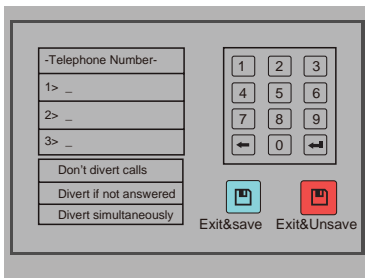 -Telephone Number-
1> _
2> _
3> _
Don't divert calls
Divert if not answered
Divert simultaneously
1 2 3
4 5 6
7 8 9
0
Exit&save Exit&Unsave